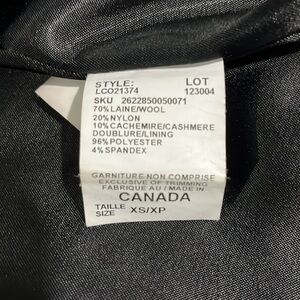 STYLE: LOT
LCO21374 123004
SKU 2622850050071
70%LAINE/WOOL
20%NYLON
10%CACHEMIRE/CASHMERE
DOUBLURE/LINING
96%POLYESTER
4%SPANDEX
GARNITURE NON COMPRISE
EXCLUSIVE OF TRIMMING
FABRIQUE AU / MADE IN
CANADA
TAILLE
SIZE XS/XP